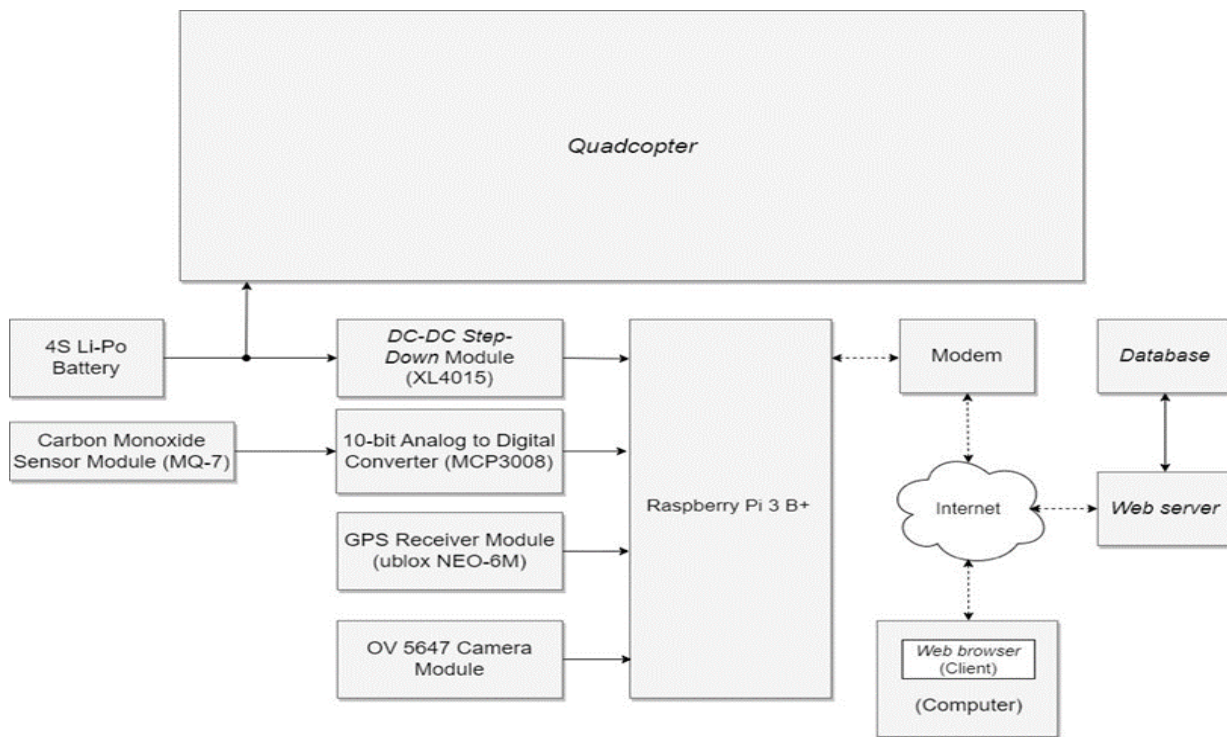 Quadcopter
4S Li-Po
Battery
DC-DC Step-
Down Module
(XL4015)
Modem
Database
Carbon Monoxide
Sensor Module (MQ-7)
10-bit Analog to Digital
Converter (MCP3008)
Raspberry Pi 3 B+
Internet
Web server
GPS Receiver Module
(ublox NEO-6M)
OV 5647 Camera
Module
Web browser
(Client)
(Computer)